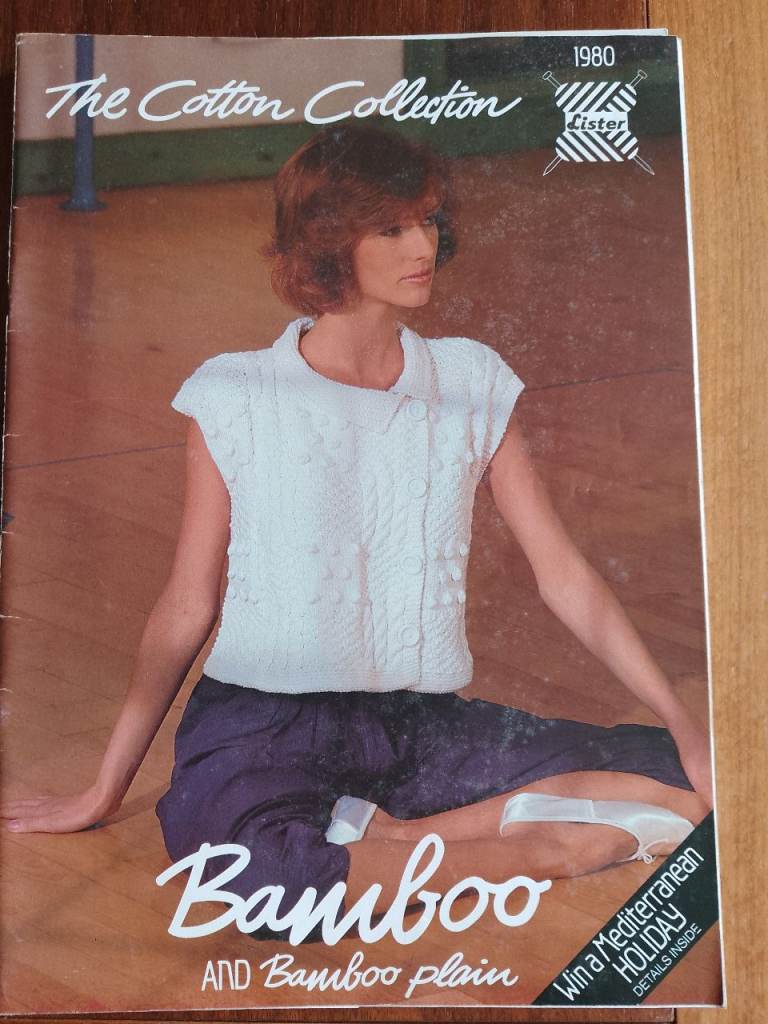 The Cotton Collection
1980
Lister
Bamboo
AND Bamboo plain
Win a Mediterranean
HOLIDAY
DETAILS INSIDE